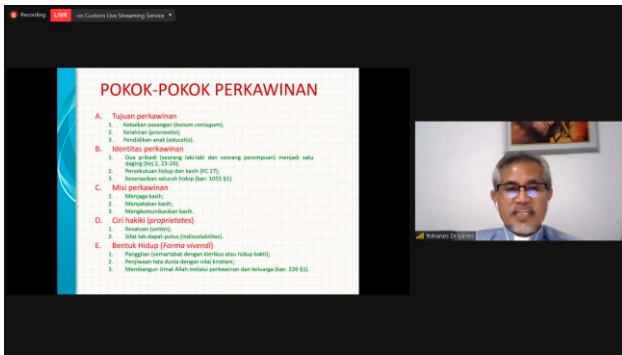 Recording LIVE on Custom Live Streaming Service
POKOK-POKOK PERKAWINAN
A. Tujuan perkawinan
1. Kebaikan pasangan (bonum coniugum);
2. Kelahiran (procreatio);
3. Pendidikan anak (educatio).
B. Identitas perkawinan
1. Dua pribadi (seorang laki-laki dan seorang perempuan) menjadi satu
daging (Kej 2, 23-24);
2. Persekutuan hidup dan kasih (FC 17);
3. Kesenasiban seluruh hidup (kan. 1055 §1).
C. Misi perkawinan
1. Menjaga kasih;
2. Menyatakan kasih;
3. Mengkomunikasikan kasih.
D. Ciri hakiki (proprietates)
1. Kesatuan (unitas);
2. Sifat tak-dapat-putus (indissolubilitas).
E. Bentuk Hidup (Forma vivendi)
1. Panggilan (semartabat dengan klerikus atau hidup bakti);
2. Penjiwaan tata dunia dengan nilai kristiani;
3. Membangun Umat Allah melalui perkawinan dan keluarga (kan. 226 §1).
Yohanes Driyanto